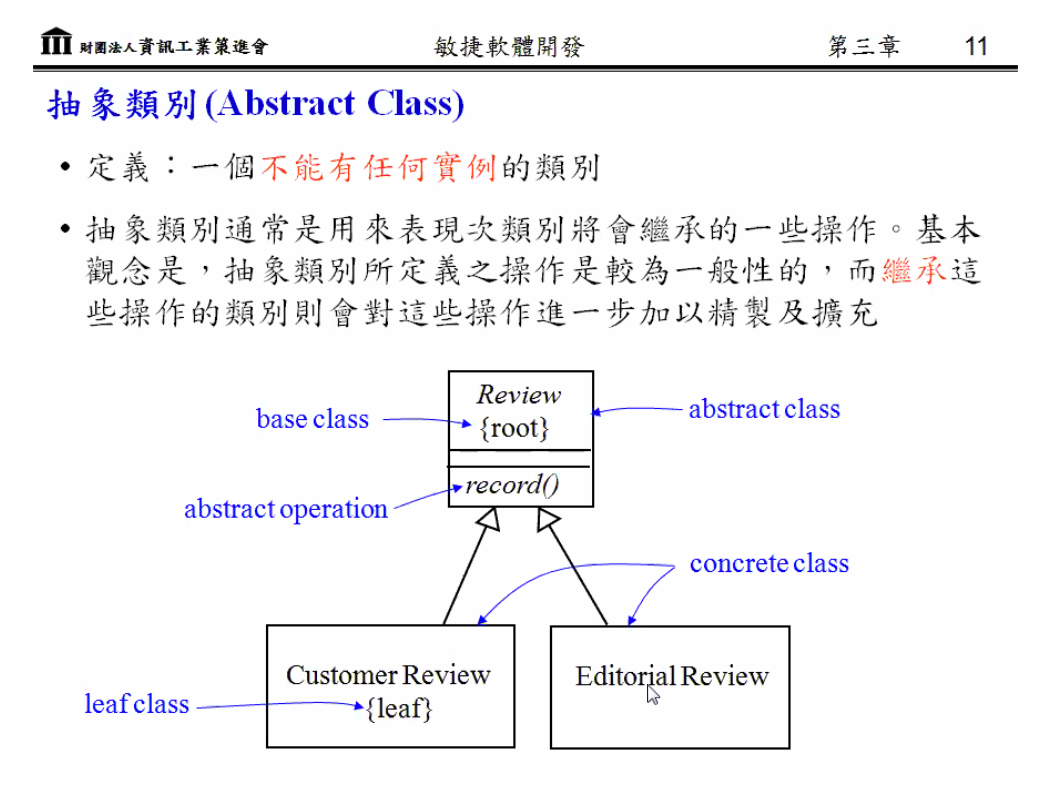 財團法人資訊工業策進會 敏捷軟體開發 第三章 11
抽象類別(Abstract Class)
• 定義：一個不能有任何實例的類別
• 抽象類別通常是用來表現次類別將會繼承的一些操作。基本
觀念是，抽象類別所定義之操作是較為一般性的，而繼承這
些操作的類別則會對這些操作進一步加以精製及擴充
Review
base class
{root}
abstract class
record()
abstract operation
concrete class
Customer Review
Editorial Review
leaf class
{leaf}